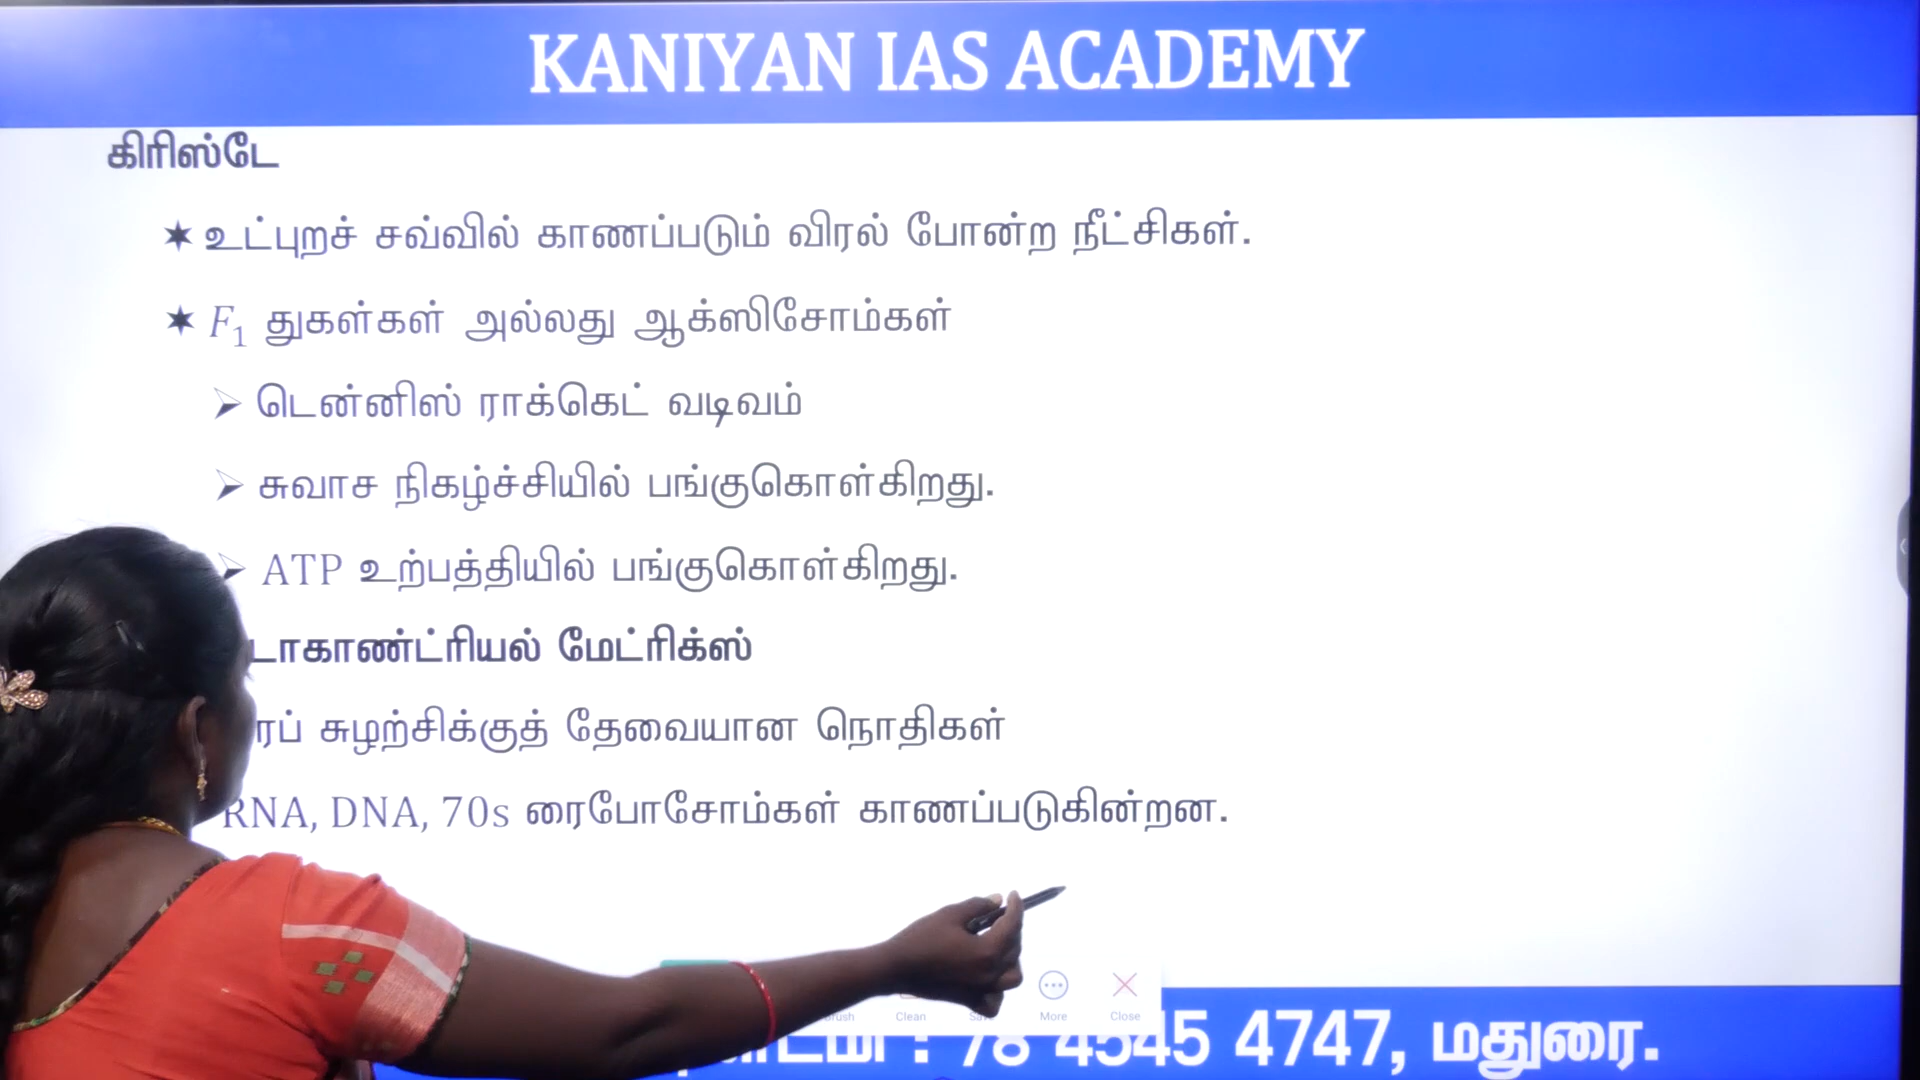 KANIYAN IAS ACADEMY
கிரிஸ்டே
✶ உட்புறச் சவ்வில் காணப்படும் விரல் போன்ற நீட்சிகள்.
✶ F₁ துகள்கள் அல்லது ஆக்ஸிசோம்கள்
➢ டென்னிஸ் ராக்கெட் வடிவம்
➢ சுவாச நிகழ்ச்சியில் பங்குகொள்கிறது.
➢ ATP உற்பத்தியில் பங்குகொள்கிறது.
டாகாண்ட்ரியல் மேட்ரிக்ஸ்
ரப் சுழற்சிக்குத் தேவையான நொதிகள்
RNA, DNA, 70s ரைபோசோம்கள் காணப்படுகின்றன.
Clean More Close
: 78 4545 4747, மதுரை.